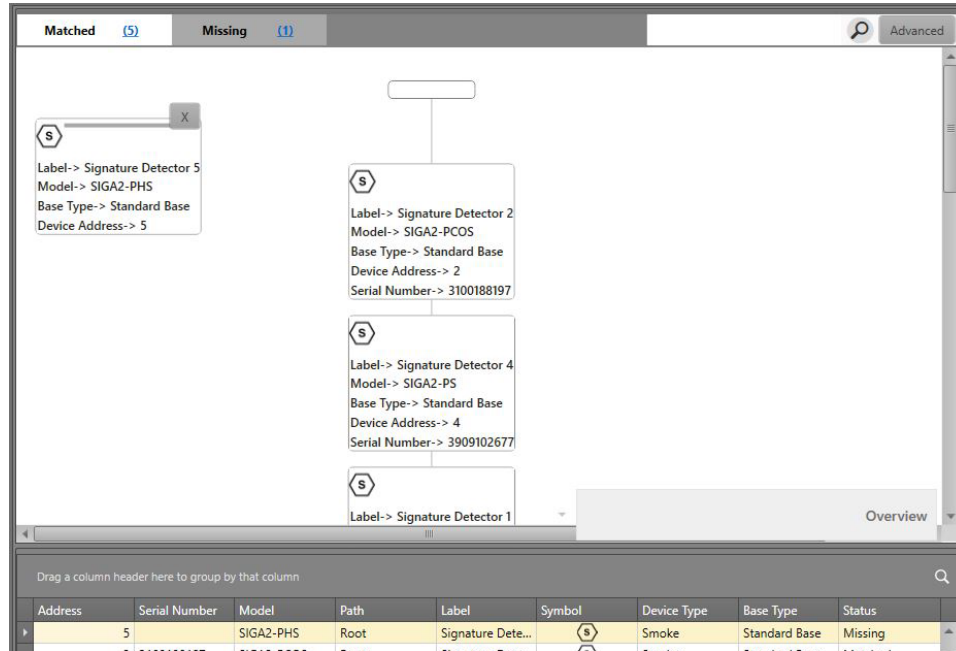 Matched (5) Missing (1) Advanced
X
S
Label-> Signature Detector 5
Model-> SIGA2-PHS
Base Type-> Standard Base
Device Address-> 5
S
Label-> Signature Detector 2
Model-> SIGA2-PCOS
Base Type-> Standard Base
Device Address-> 2
Serial Number-> 3100188197
S
Label-> Signature Detector 4
Model-> SIGA2-PS
Base Type-> Standard Base
Device Address-> 4
Serial Number-> 3909102677
S
Label-> Signature Detector 1
Overview
Drag a column header here to group by that column
Address Serial Number Model Path Label Symbol Device Type Base Type Status
5 SIGA2-PHS Root Signature Dete... S Smoke Standard Base Missing